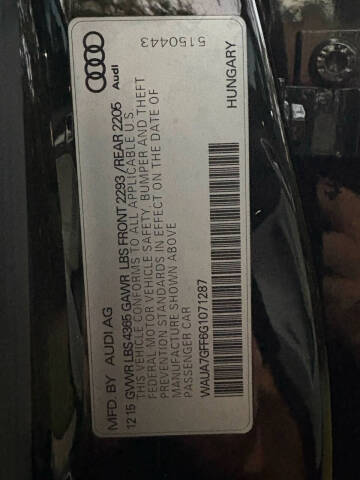 MFD. BY AUDI AG
12 15 GVWR LBS 4365 GAWR LBS FRONT 2293 / REAR 2205
THIS VEHICLE CONFORMS TO ALL APPLICABLE U.S
FEDERAL MOTOR VEHICLE SAFETY, BUMPER AND THEFT
PREVENTION STANDARDS IN EFFECT ON THE DATE OF
MANUFACTURE SHOWN ABOVE
PASSENGER CAR
WAUA7GFF6G1071287
HUNGARY
Audi
5150443